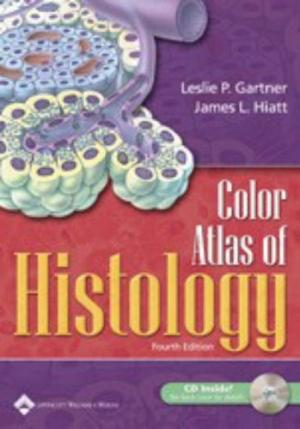 Leslie P. Gartner
James L. Hiatt
Color
Atlas of
Histology
Fourth Edition
CD Inside!
LIPPINCOTT WILLIAMS & WILKINS